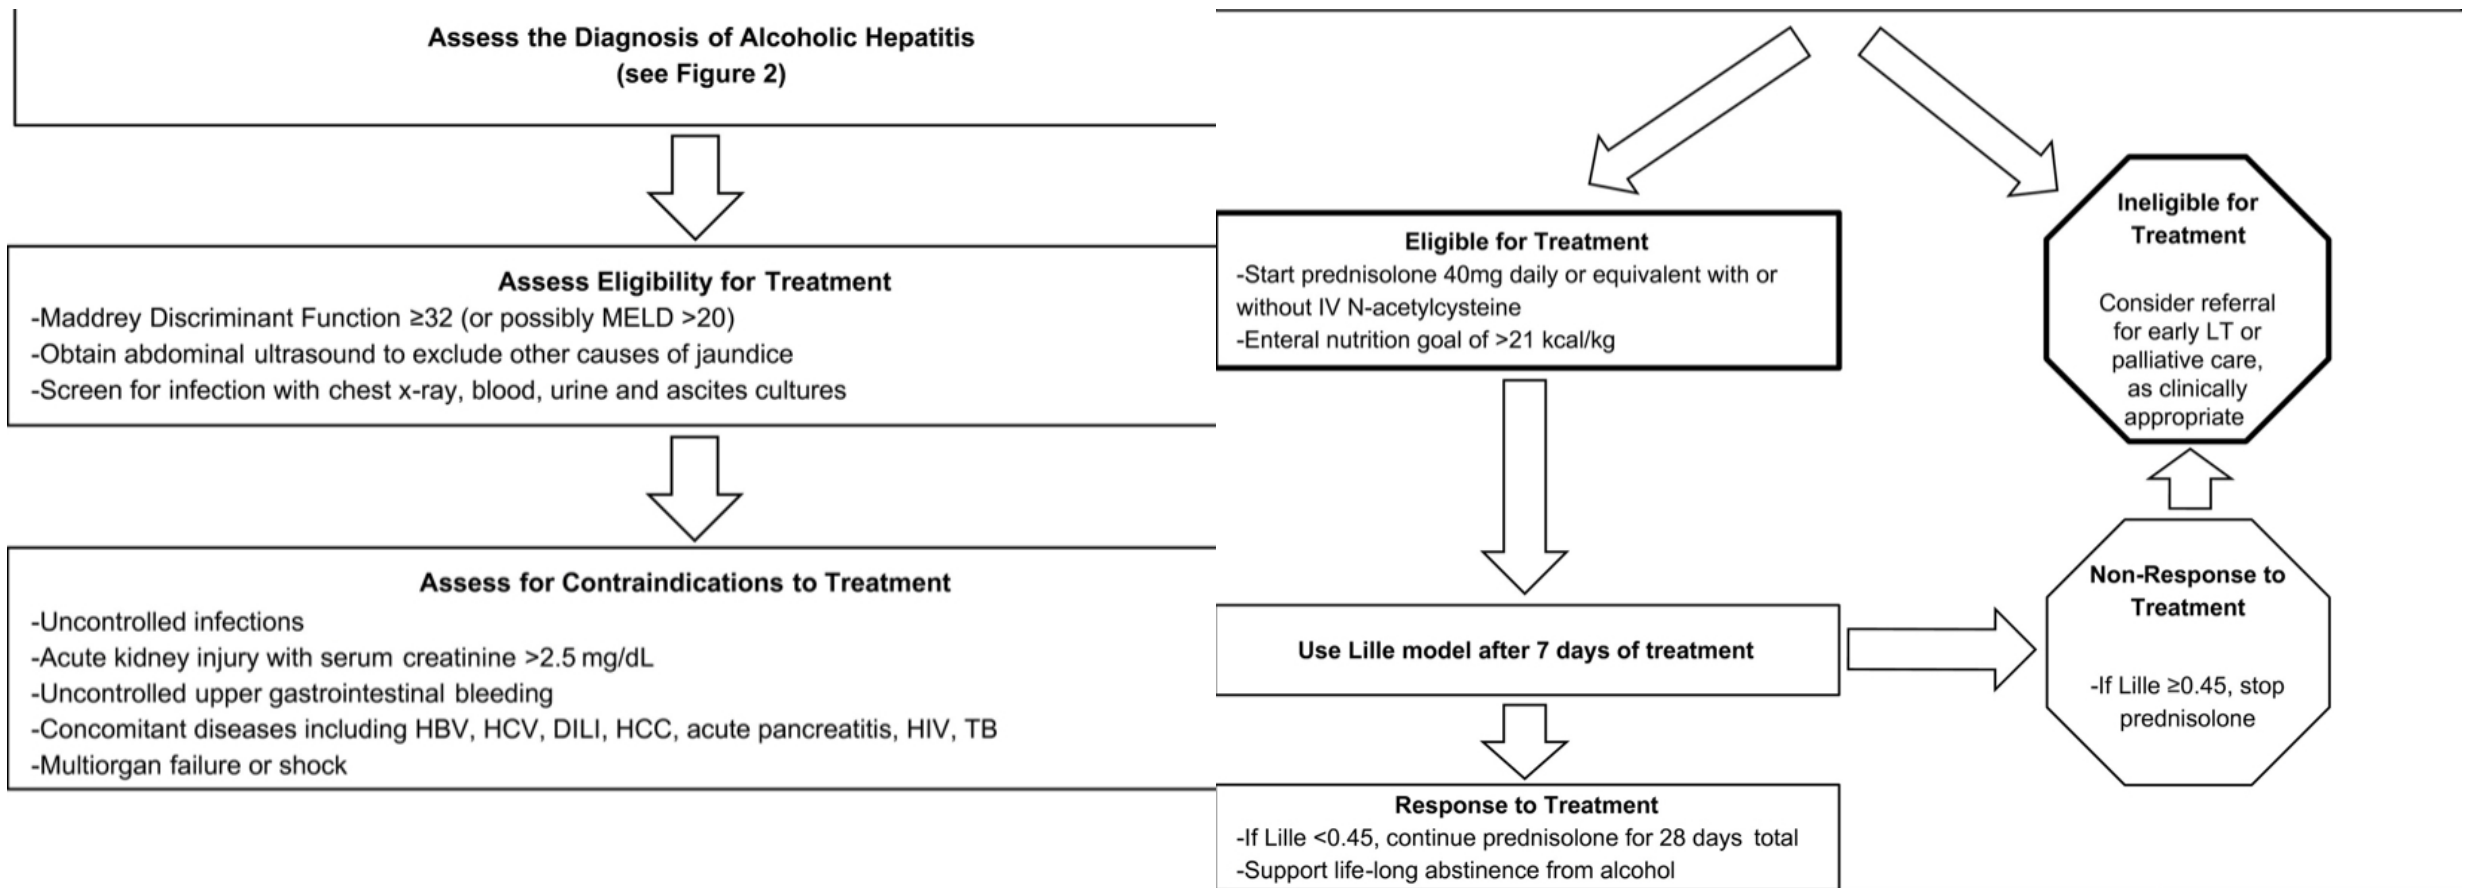 Assess the Diagnosis of Alcoholic Hepatitis
(see Figure 2)
Assess Eligibility for Treatment
-Maddrey Discriminant Function ≥32 (or possibly MELD >20)
-Obtain abdominal ultrasound to exclude other causes of jaundice
-Screen for infection with chest x-ray, blood, urine and ascites cultures
Assess for Contraindications to Treatment
-Uncontrolled infections
-Acute kidney injury with serum creatinine >2.5 mg/dL
-Uncontrolled upper gastrointestinal bleeding
-Concomitant diseases including HBV, HCV, DILI, HCC, acute pancreatitis, HIV, TB
-Multiorgan failure or shock
Eligible for Treatment
-Start prednisolone 40mg daily or equivalent with or
without IV N-acetylcysteine
-Enteral nutrition goal of >21 kcal/kg
Ineligible for
Treatment
Consider referral
for early LT or
palliative care,
as clinically
appropriate
Use Lille model after 7 days of treatment
Non-Response to
Treatment
-If Lille ≥0.45, stop
prednisolone
Response to Treatment
-If Lille <0.45, continue prednisolone for 28 days total
-Support life-long abstinence from alcohol